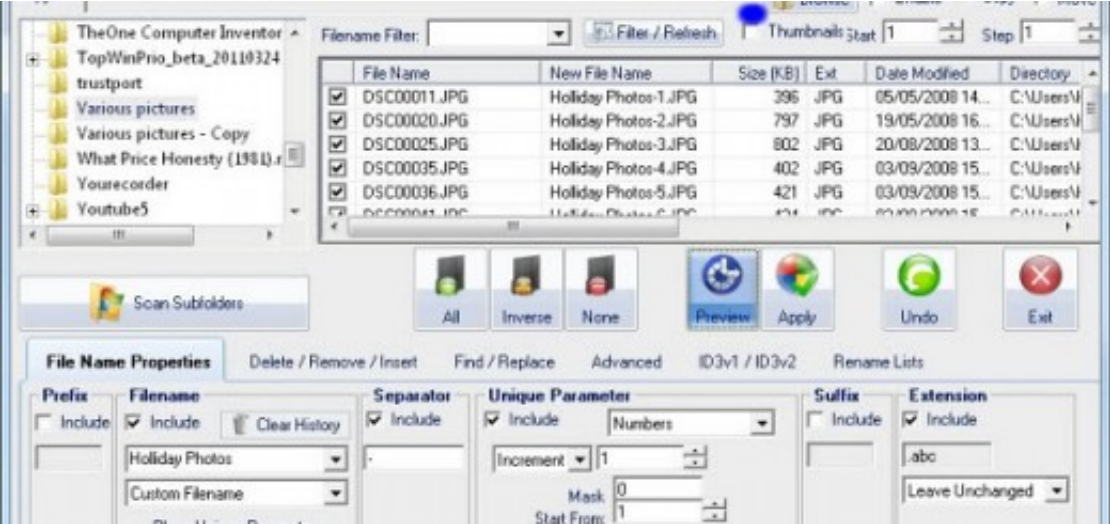 TheOne Computer Inventor
TopWinPrio_beta_20110324
trustport
Various pictures
Various pictures - Copy
What Price Honesty (1981).r
Yourecorder
Youtube5
Filename Filter:
Filter / Refresh
Thumbnails
Start 1
Step 1
File Name New File Name Size (KB) Ext Date Modified Directory
DSC00011.JPG Holliday Photos-1.JPG 396 JPG 05/05/2008 14... C:\Users\H
DSC00020.JPG Holliday Photos-2.JPG 797 JPG 19/05/2008 16... C:\Users\H
DSC00025.JPG Holliday Photos-3.JPG 802 JPG 20/08/2008 13... C:\Users\H
DSC00035.JPG Holliday Photos-4.JPG 402 JPG 03/09/2008 15... C:\Users\H
DSC00036.JPG Holliday Photos-5.JPG 421 JPG 03/09/2008 15... C:\Users\H
Scan Subfolders
All Inverse None Preview Apply Undo Exit
File Name Properties Delete / Remove / Insert Find / Replace Advanced ID3v1 / ID3v2 Rename Lists
Prefix Filename Separator Unique Parameter Suffix Extension
Include Include Clear History Include Include Numbers Include Include
Holliday Photos - Increment 1 .abc
Custom Filename Mask 0 Leave Unchanged
Start From: 1